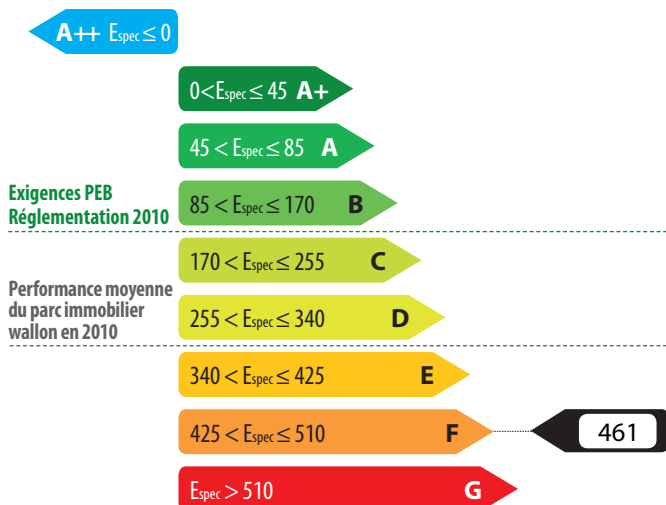 A++ Espec ≤ 0
0<Espec ≤ 45 A+
45 < Espec ≤ 85 A
Exigences PEB
Réglementation 2010
85 < Espec ≤ 170 B
170 < Espec ≤ 255 C
Performance moyenne
du parc immobilier
wallon en 2010
255 < Espec ≤ 340 D
340 < Espec ≤ 425 E
425 < Espec ≤ 510 F
461
Espec > 510 G